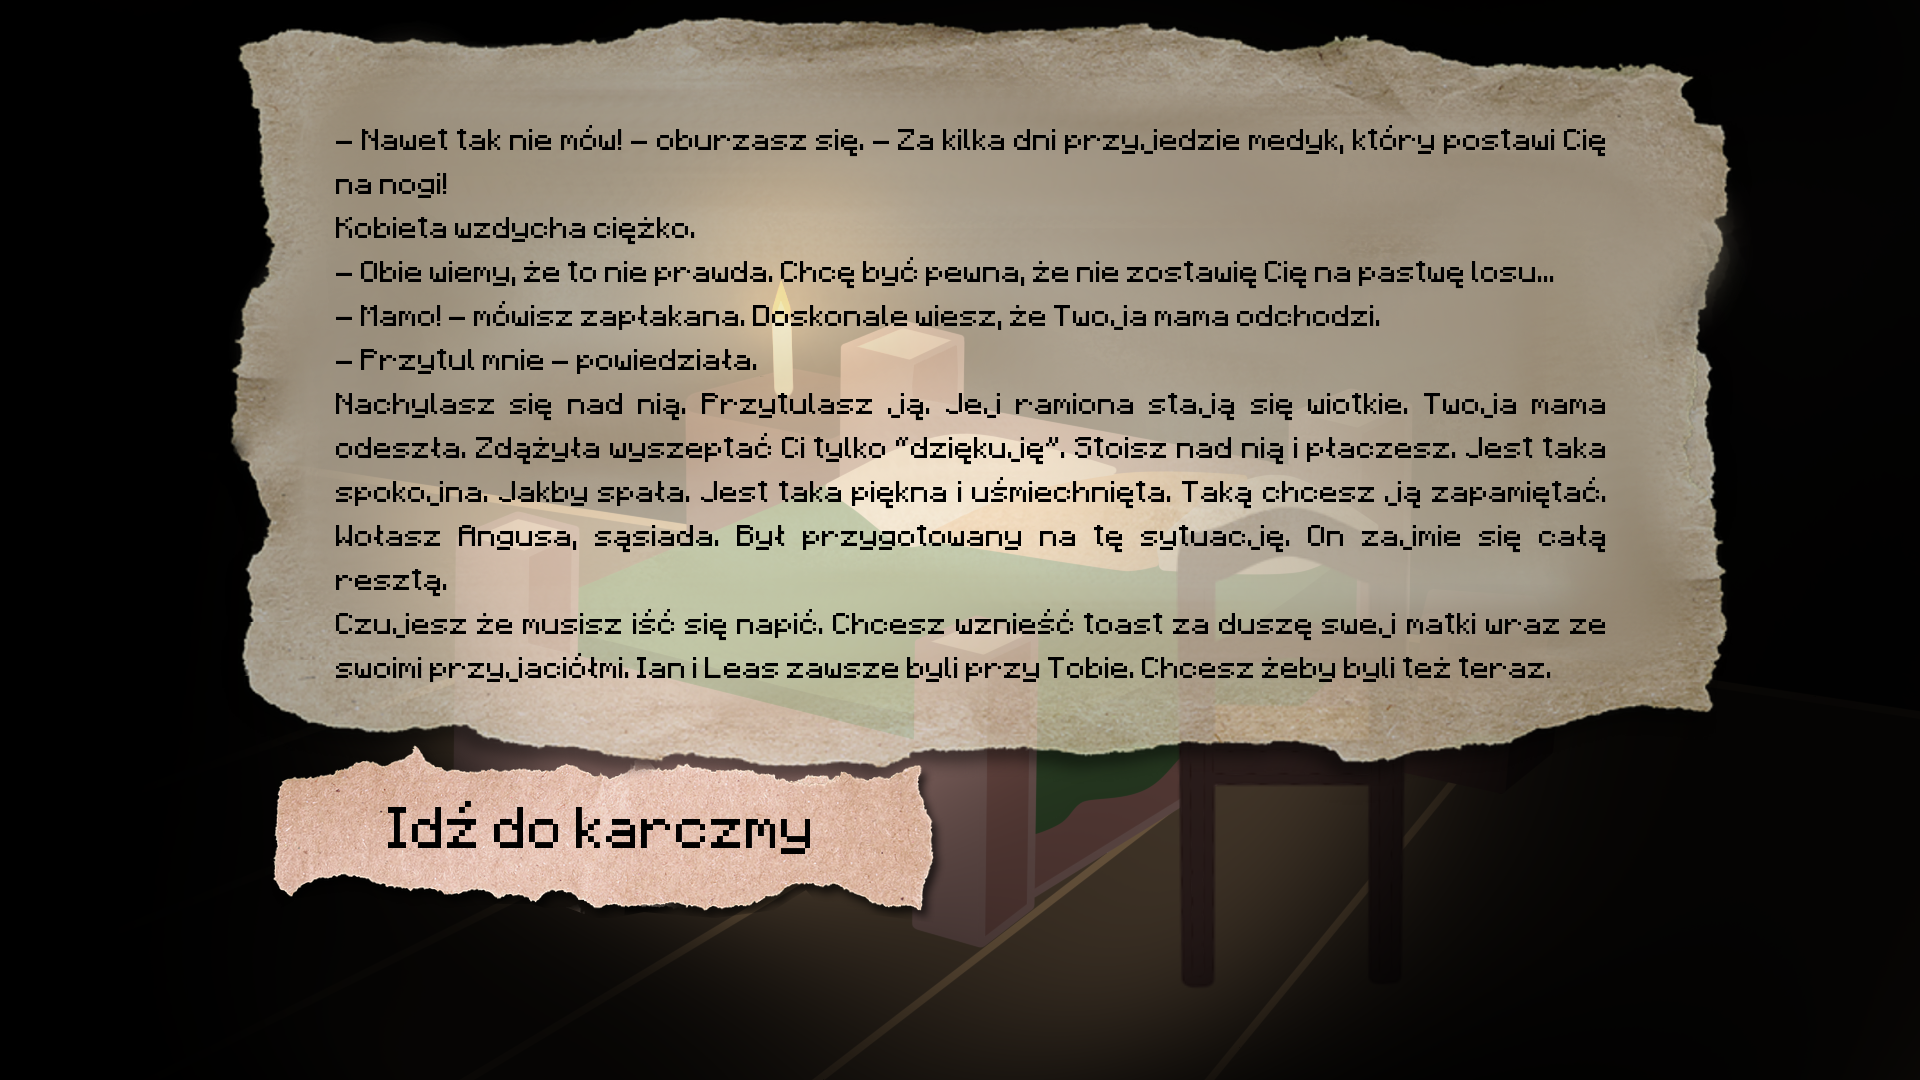 – Nawet tak nie mów! – oburzasz się. – Za kilka dni przyjedzie medyk, który postawi Cię
na nogi!
Kobieta wzdycha ciężko.
– Obie wiemy, że to nie prawda. Chcę być pewna, że nie zostawię Cię na pastwę losu...
– Mamo! – mówisz zapłakana. Doskonale wiesz, że Twoja mama odchodzi.
– Przytul mnie – powiedziała.
Nachylasz się nad nią. Przytulasz ją. Jej ramiona stają się wiotkie. Twoja mama
odeszła. Zdążyła wyszeptać Ci tylko "dziękuję". Stoisz nad nią i płaczesz. Jest taka
spokojna. Jakby spała. Jest taka piękna i uśmiechnięta. Taką chcesz ją zapamiętać.
Wołasz Angusa, sąsiada. Był przygotowany na tę sytuację. On zajmie się całą
resztą.
Czujesz że musisz iść się napić. Chcesz wznieść toast za duszę swej matki wraz ze
swoimi przyjaciółmi. Ian i Leas zawsze byli przy Tobie. Chcesz żeby byli też teraz.
Idź do karczmy